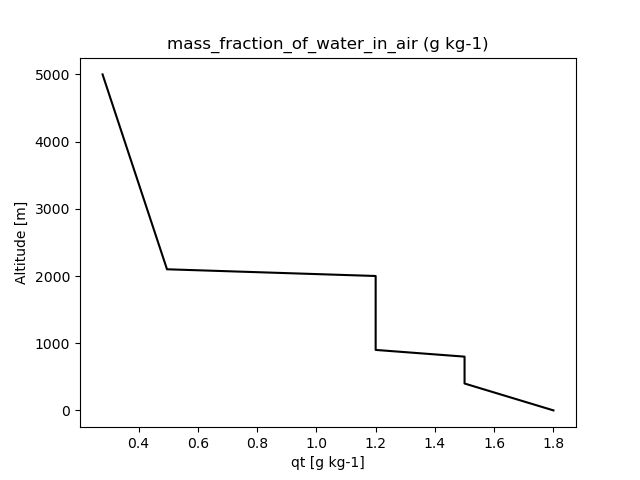 mass_fraction_of_water_in_air (g kg-1)
Altitude [m]
5000
4000
3000
2000
1000
0
0.4 0.6 0.8 1.0 1.2 1.4 1.6 1.8
qt [g kg-1]